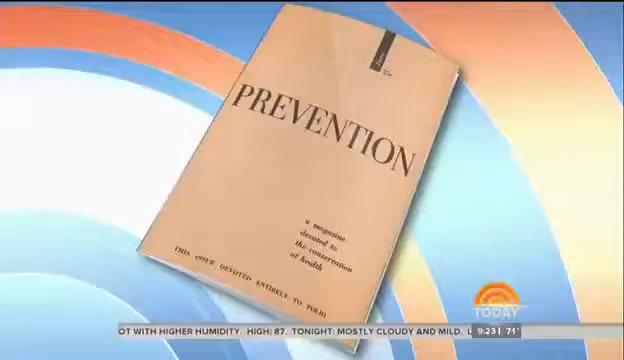 PREVENTION
a magazine
devoted to
the conservation
of health
THIS ISSUE DEVOTED ENTIRELY TO POLIO
TODAY
OT WITH HIGHER HUMIDITY. HIGH: 87. TONIGHT: MOSTLY CLOUDY AND MILD.
9:23 71°